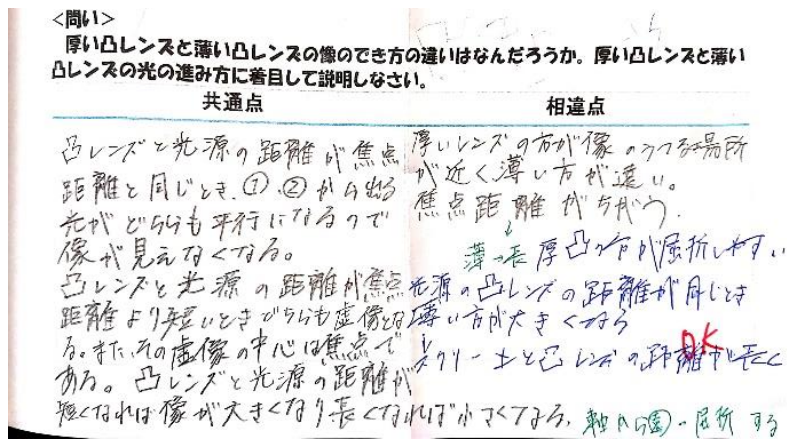 <問い>
厚い凸レンズと薄い凸レンズの像のでき方の違いはなんだろうか。厚い凸レンズと薄い
凸レンズの光の進み方に着目して説明しなさい。
共通点
凸レンズと光源の距離が焦点
距離と同じとき、①、②から出る
光がどちらも平行になるので
像が見えなくなる。
凸レンズと光源の距離が焦点
距離より短いときどちらも虚像とな
る。また、その虚像の中心は焦点で
ある。凸レンズと光源の距離が
短くなれば像が大きくなり長くなれば小さくなる。
相違点
厚いレンズの方が像のうつる場所
が近く薄い方が遠い。
焦点距離がちがう。
薄→長 厚凸の方が屈折しやすい
光源の凸レンズの距離が同じとき
薄い方が大きくなる
スクリーンと凸レンズの距離が長く
OK
屈折する